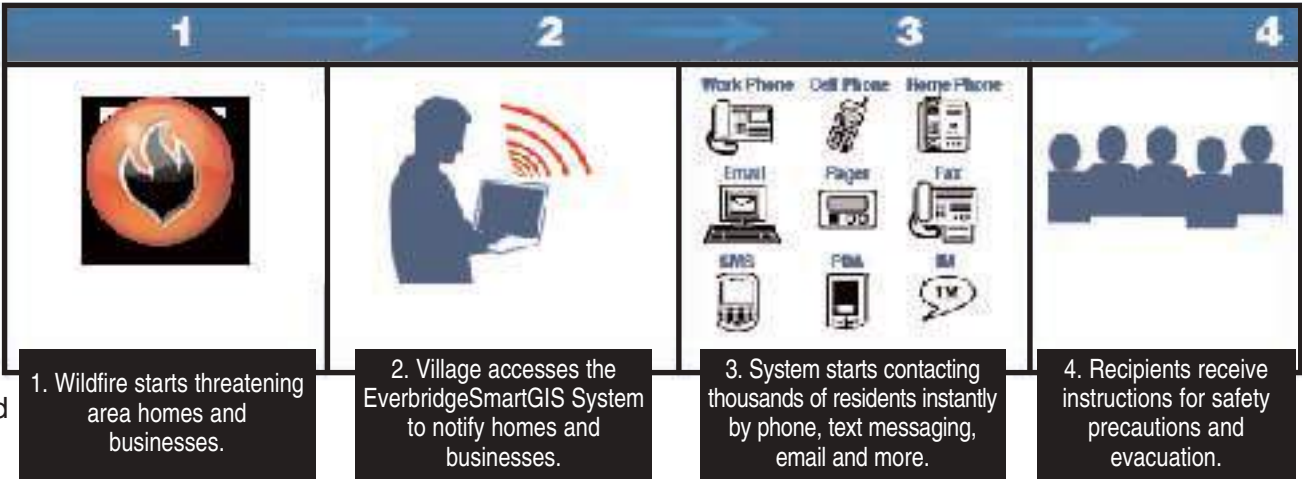 1 2 3 4
Work Phone Cell Phone Home Phone
Email Pager Fax
SMS PDA IM
IM
1. Wildfire starts threatening
area homes and
businesses.
2. Village accesses the
EverbridgeSmartGIS System
to notify homes and
businesses.
3. System starts contacting
thousands of residents instantly
by phone, text messaging,
email and more.
4. Recipients receive
instructions for safety
precautions and
evacuation.